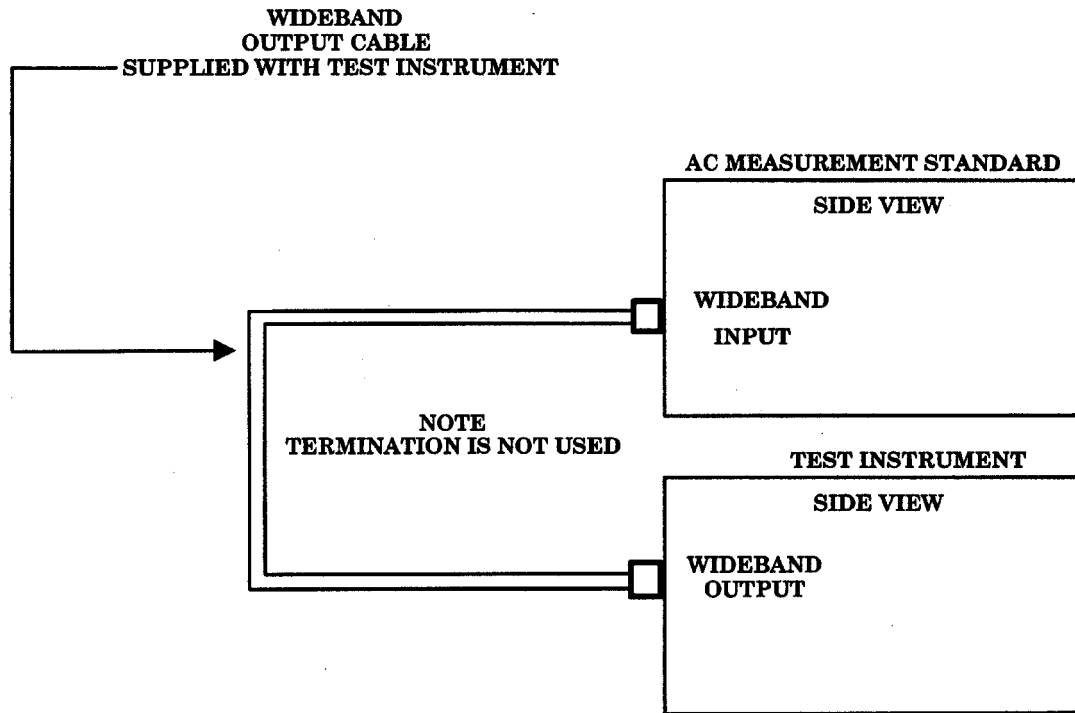 WIDEBAND
OUTPUT CABLE
SUPPLIED WITH TEST INSTRUMENT
AC MEASUREMENT STANDARD
SIDE VIEW
WIDEBAND
INPUT
NOTE
TERMINATION IS NOT USED
TEST INSTRUMENT
SIDE VIEW
WIDEBAND
OUTPUT